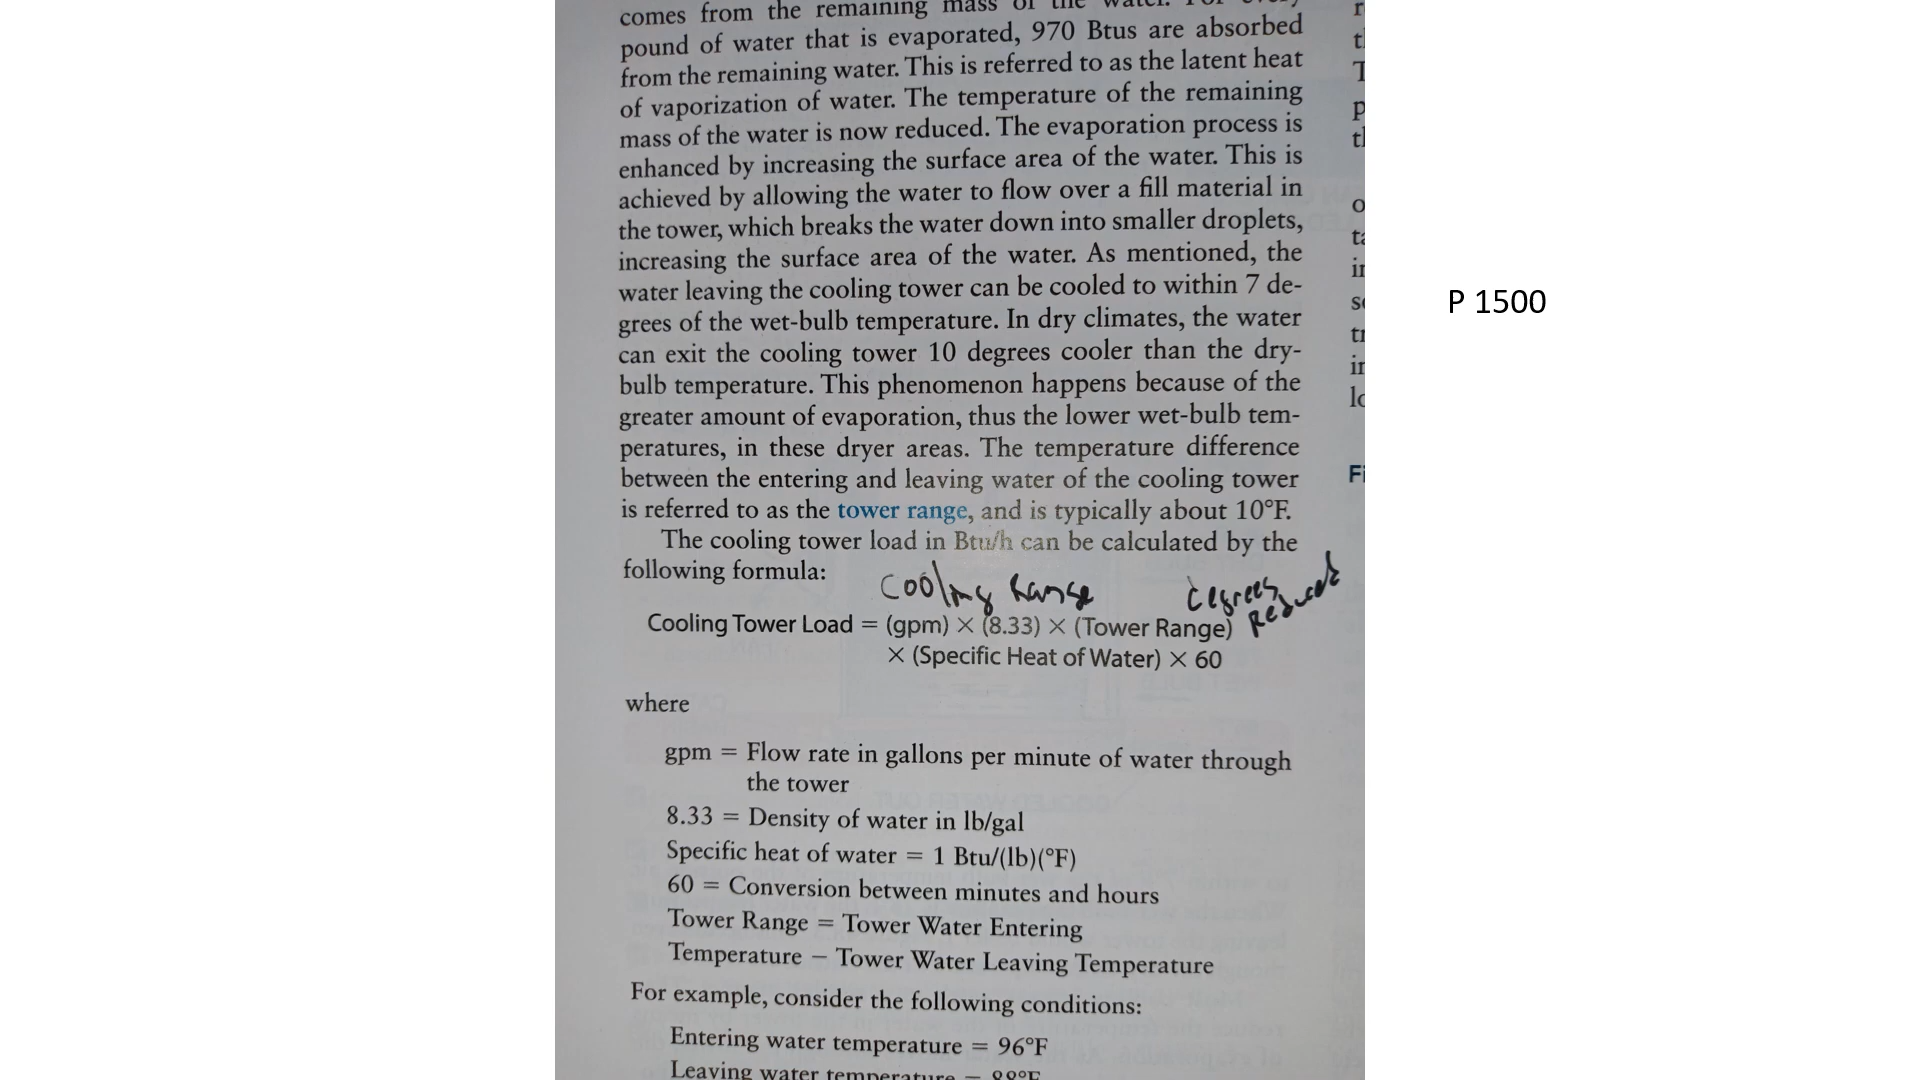 comes from the remaining mass of the water. For every
pound of water that is evaporated, 970 Btus are absorbed
from the remaining water. This is referred to as the latent heat
of vaporization of water. The temperature of the remaining
mass of the water is now reduced. The evaporation process is
enhanced by increasing the surface area of the water. This is
achieved by allowing the water to flow over a fill material in
the tower, which breaks the water down into smaller droplets,
increasing the surface area of the water. As mentioned, the
water leaving the cooling tower can be cooled to within 7 de-
grees of the wet-bulb temperature. In dry climates, the water
can exit the cooling tower 10 degrees cooler than the dry-
bulb temperature. This phenomenon happens because of the
greater amount of evaporation, thus the lower wet-bulb tem-
peratures, in these dryer areas. The temperature difference
between the entering and leaving water of the cooling tower
is referred to as the tower range, and is typically about 10°F.
The cooling tower load in Btu/h can be calculated by the
following formula:
Cooling Range
degrees
Reduced
Cooling Tower Load = (gpm) × (8.33) × (Tower Range)
× (Specific Heat of Water) × 60
where
gpm = Flow rate in gallons per minute of water through
the tower
8.33 = Density of water in lb/gal
Specific heat of water = 1 Btu/(lb)(°F)
60 = Conversion between minutes and hours
Tower Range = Tower Water Entering
Temperature − Tower Water Leaving Temperature
For example, consider the following conditions:
Entering water temperature = 96°F
Leaving water temperature = 88°F
P 1500